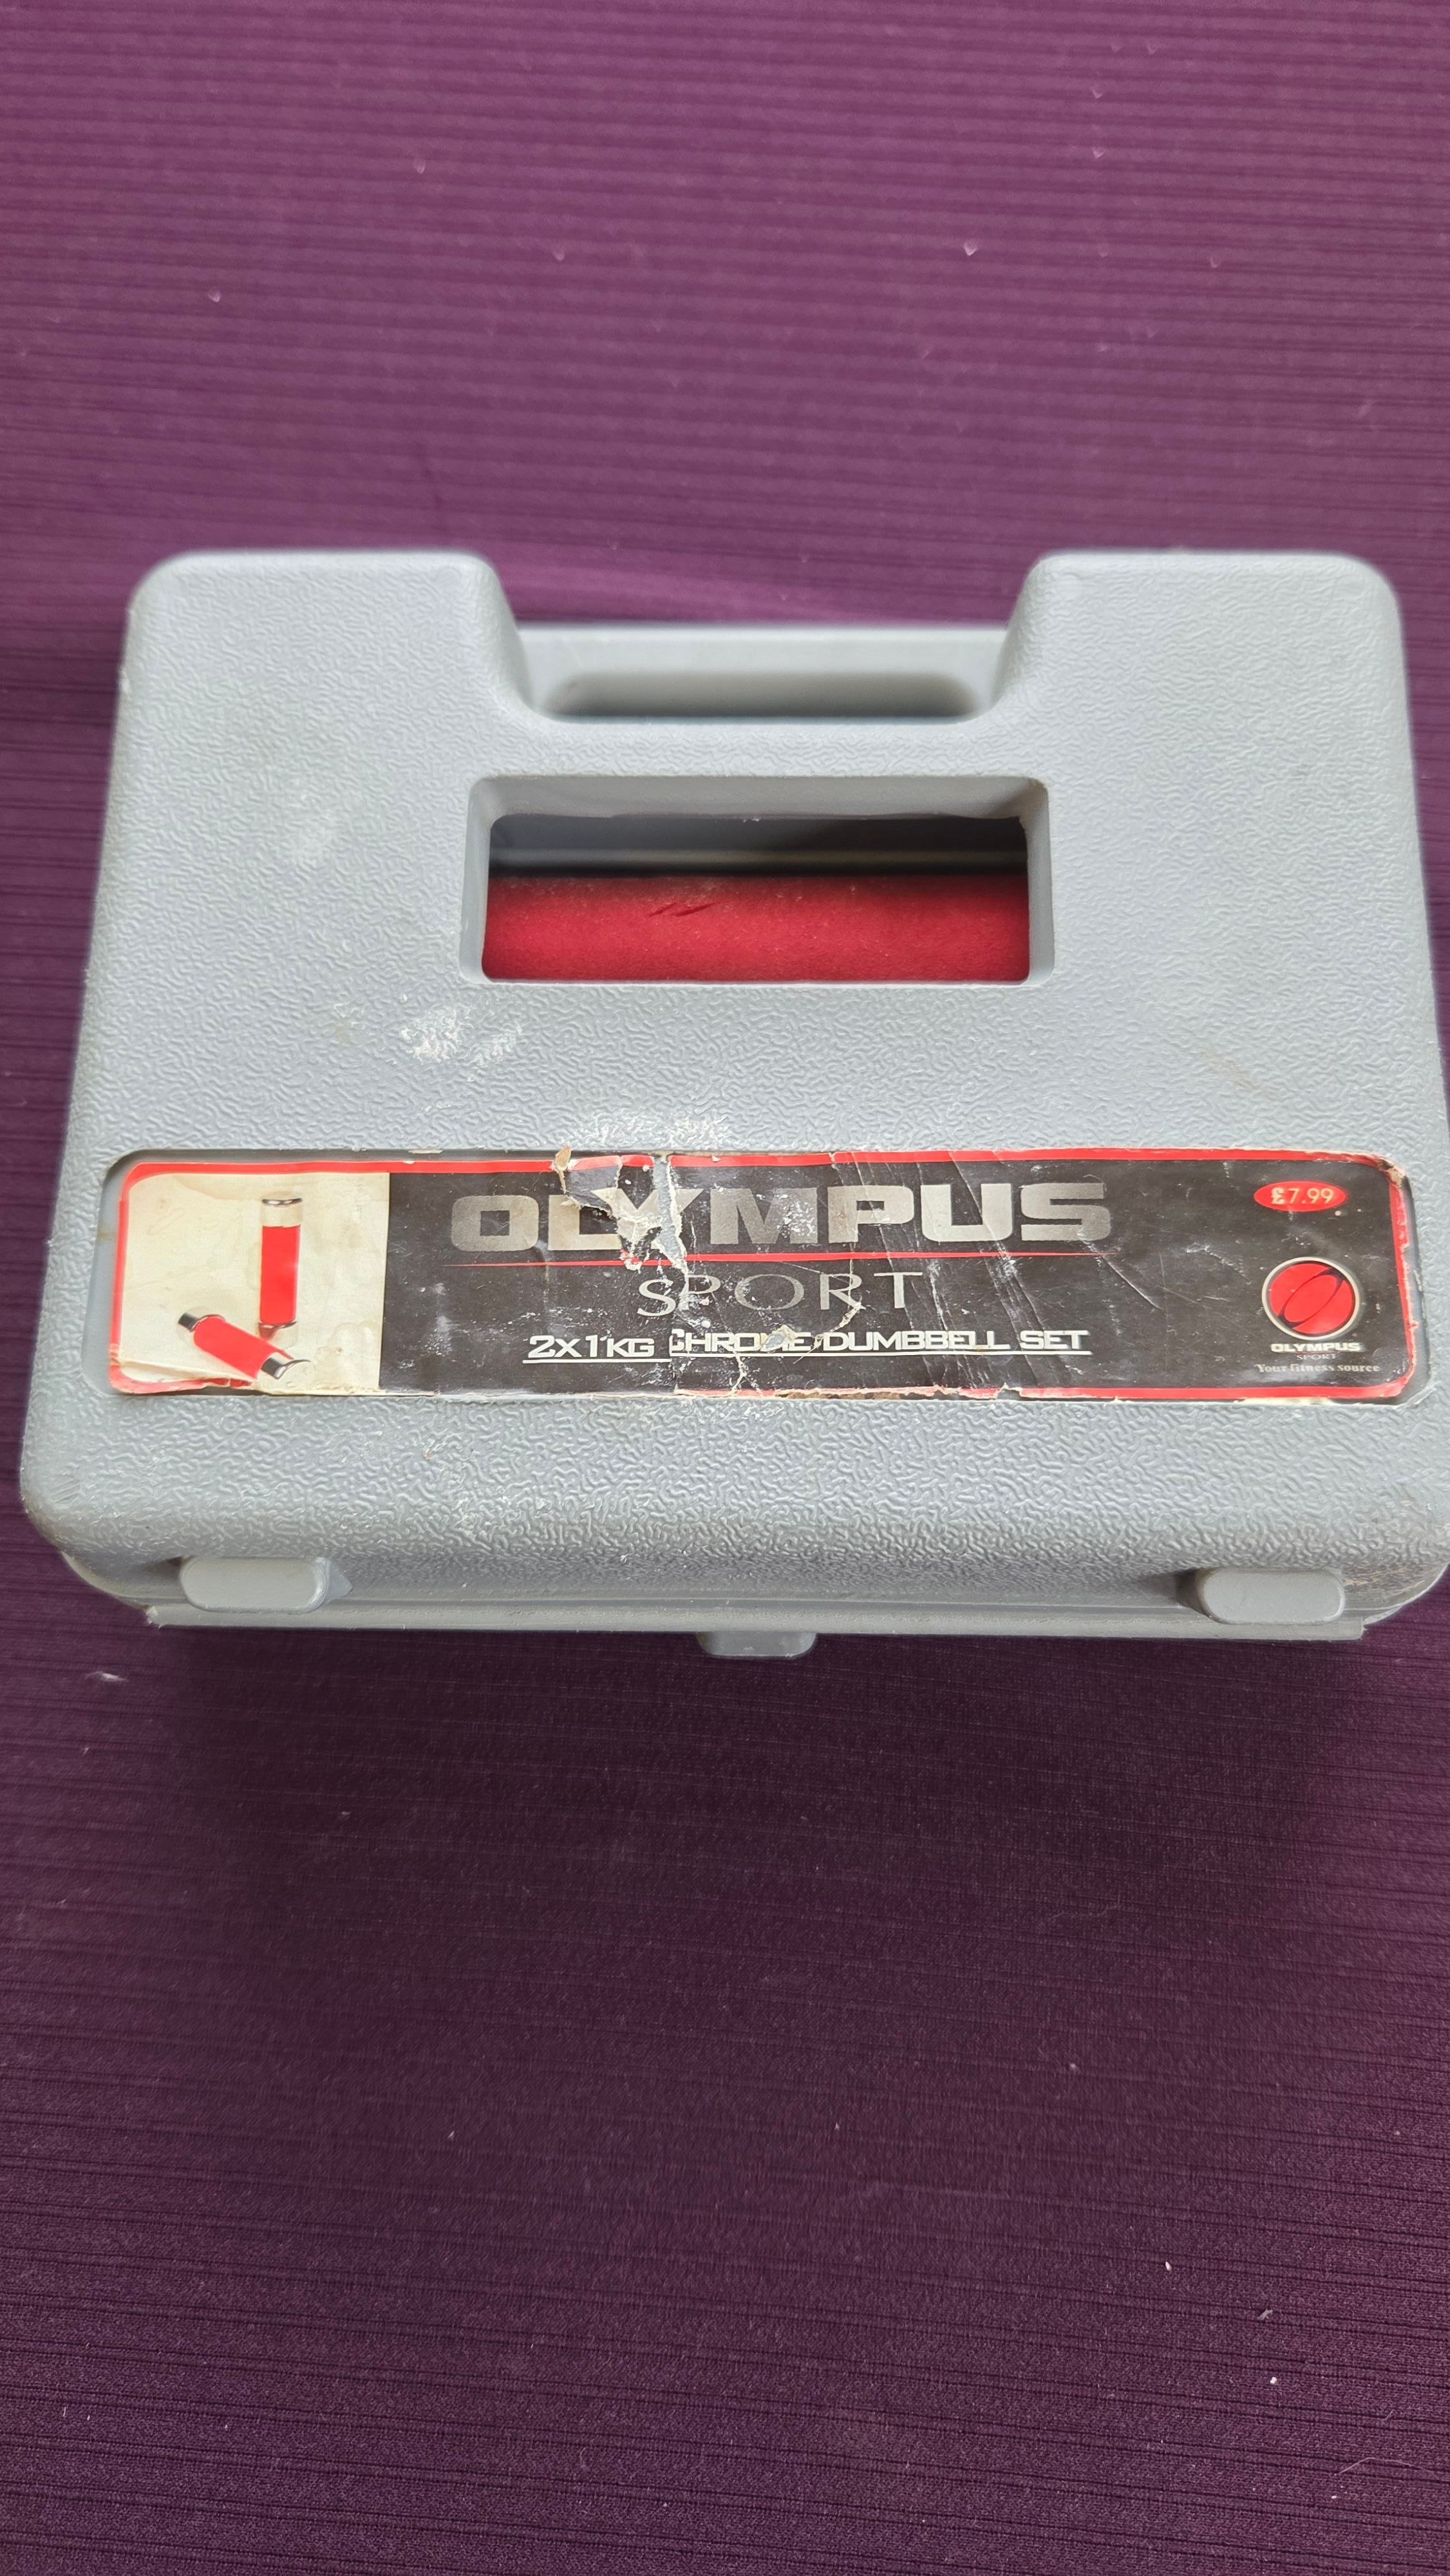 OLYMPUS
SPORT
2X1KG CHROME DUMBBELL SET
£7.99
OLYMPUS
SPORT
Your fitness source